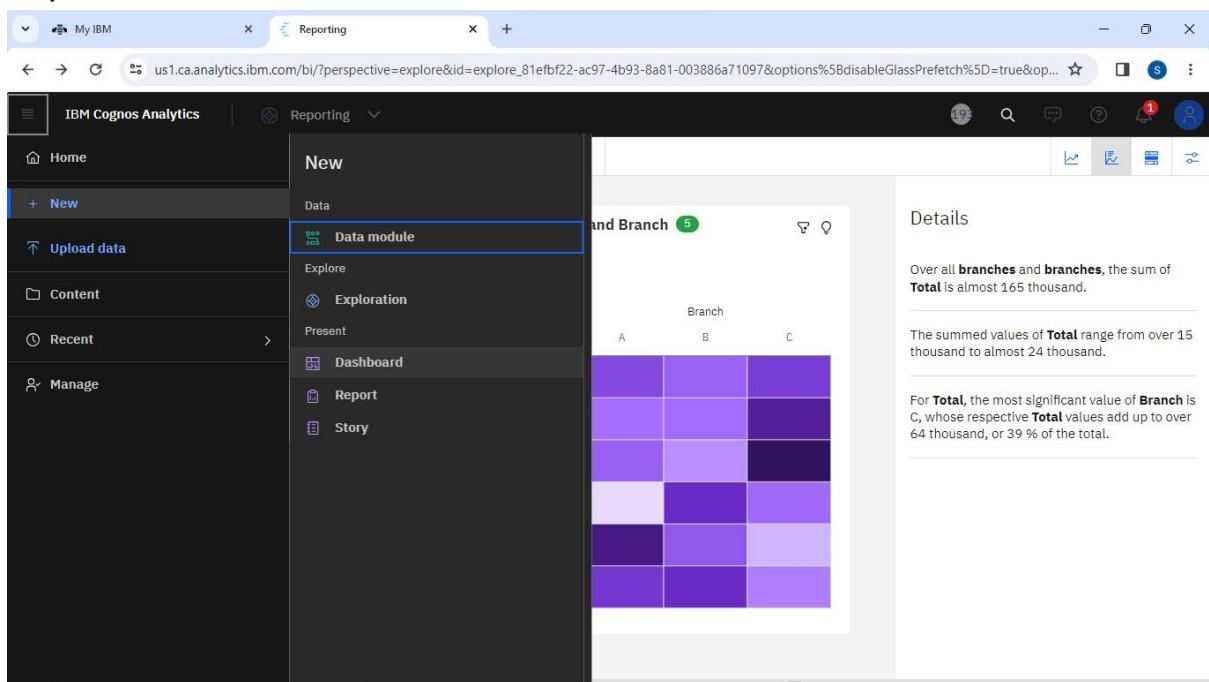 My IBM
Reporting
us1.ca.analytics.ibm.com/bi/?perspective=explore&id=explore_81efbf22-ac97-4b93-8a81-003886a71097&options%5BdisableGlassPrefetch%5D=true&op...
S
IBM Cognos Analytics
Reporting
193
1
Home
New
Upload data
Content
Recent
Manage
New
Data
Data module
Explore
Exploration
Present
Dashboard
Report
Story
and Branch 5
Branch
A B C
Details
Over all branches and branches, the sum of
Total is almost 165 thousand.
The summed values of Total range from over 15
thousand to almost 24 thousand.
For Total, the most significant value of Branch is
C, whose respective Total values add up to over
64 thousand, or 39 % of the total.